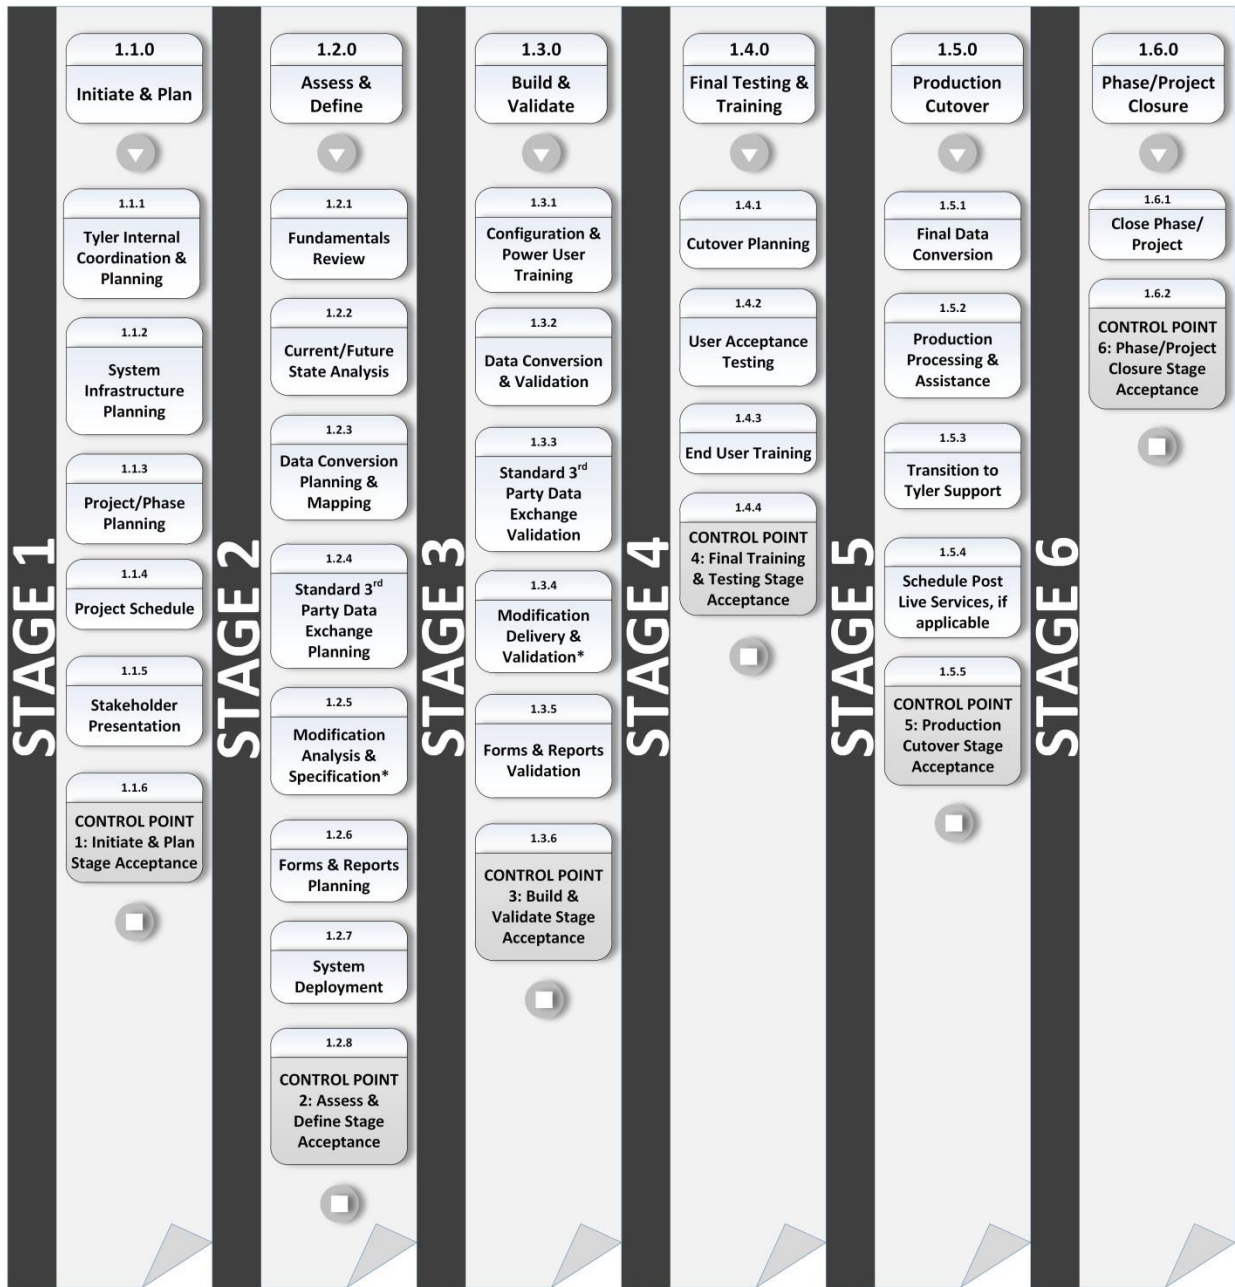 STAGE 1
1.1.0
Initiate & Plan
1.1.1
Tyler Internal
Coordination &
Planning
1.1.2
System
Infrastructure
Planning
1.1.3
Project/Phase
Planning
1.1.4
Project Schedule
1.1.5
Stakeholder
Presentation
1.1.6
CONTROL POINT
1: Initiate & Plan
Stage Acceptance
STAGE 2
1.2.0
Assess &
Define
1.2.1
Fundamentals
Review
1.2.2
Current/Future
State Analysis
1.2.3
Data Conversion
Planning &
Mapping
1.2.4
Standard 3rd
Party Data
Exchange
Planning
1.2.5
Modification
Analysis &
Specification*
1.2.6
Forms & Reports
Planning
1.2.7
System
Deployment
1.2.8
CONTROL POINT
2: Assess &
Define Stage
Acceptance
STAGE 3
1.3.0
Build &
Validate
1.3.1
Configuration &
Power User
Training
1.3.2
Data Conversion
& Validation
1.3.3
Standard 3rd
Party Data
Exchange
Validation
1.3.4
Modification
Delivery &
Validation*
1.3.5
Forms & Reports
Validation
1.3.6
CONTROL POINT
3: Build &
Validate Stage
Acceptance
STAGE 4
1.4.0
Final Testing &
Training
1.4.1
Cutover Planning
1.4.2
User Acceptance
Testing
1.4.3
End User Training
1.4.4
CONTROL POINT
4: Final Training
& Testing Stage
Acceptance
STAGE 5
1.5.0
Production
Cutover
1.5.1
Final Data
Conversion
1.5.2
Production
Processing &
Assistance
1.5.3
Transition to
Tyler Support
1.5.4
Schedule Post
Live Services, if
applicable
1.5.5
CONTROL POINT
5: Production
Cutover Stage
Acceptance
STAGE 6
1.6.0
Phase/Project
Closure
1.6.1
Close Phase/
Project
1.6.2
CONTROL POINT
6: Phase/Project
Closure Stage
Acceptance